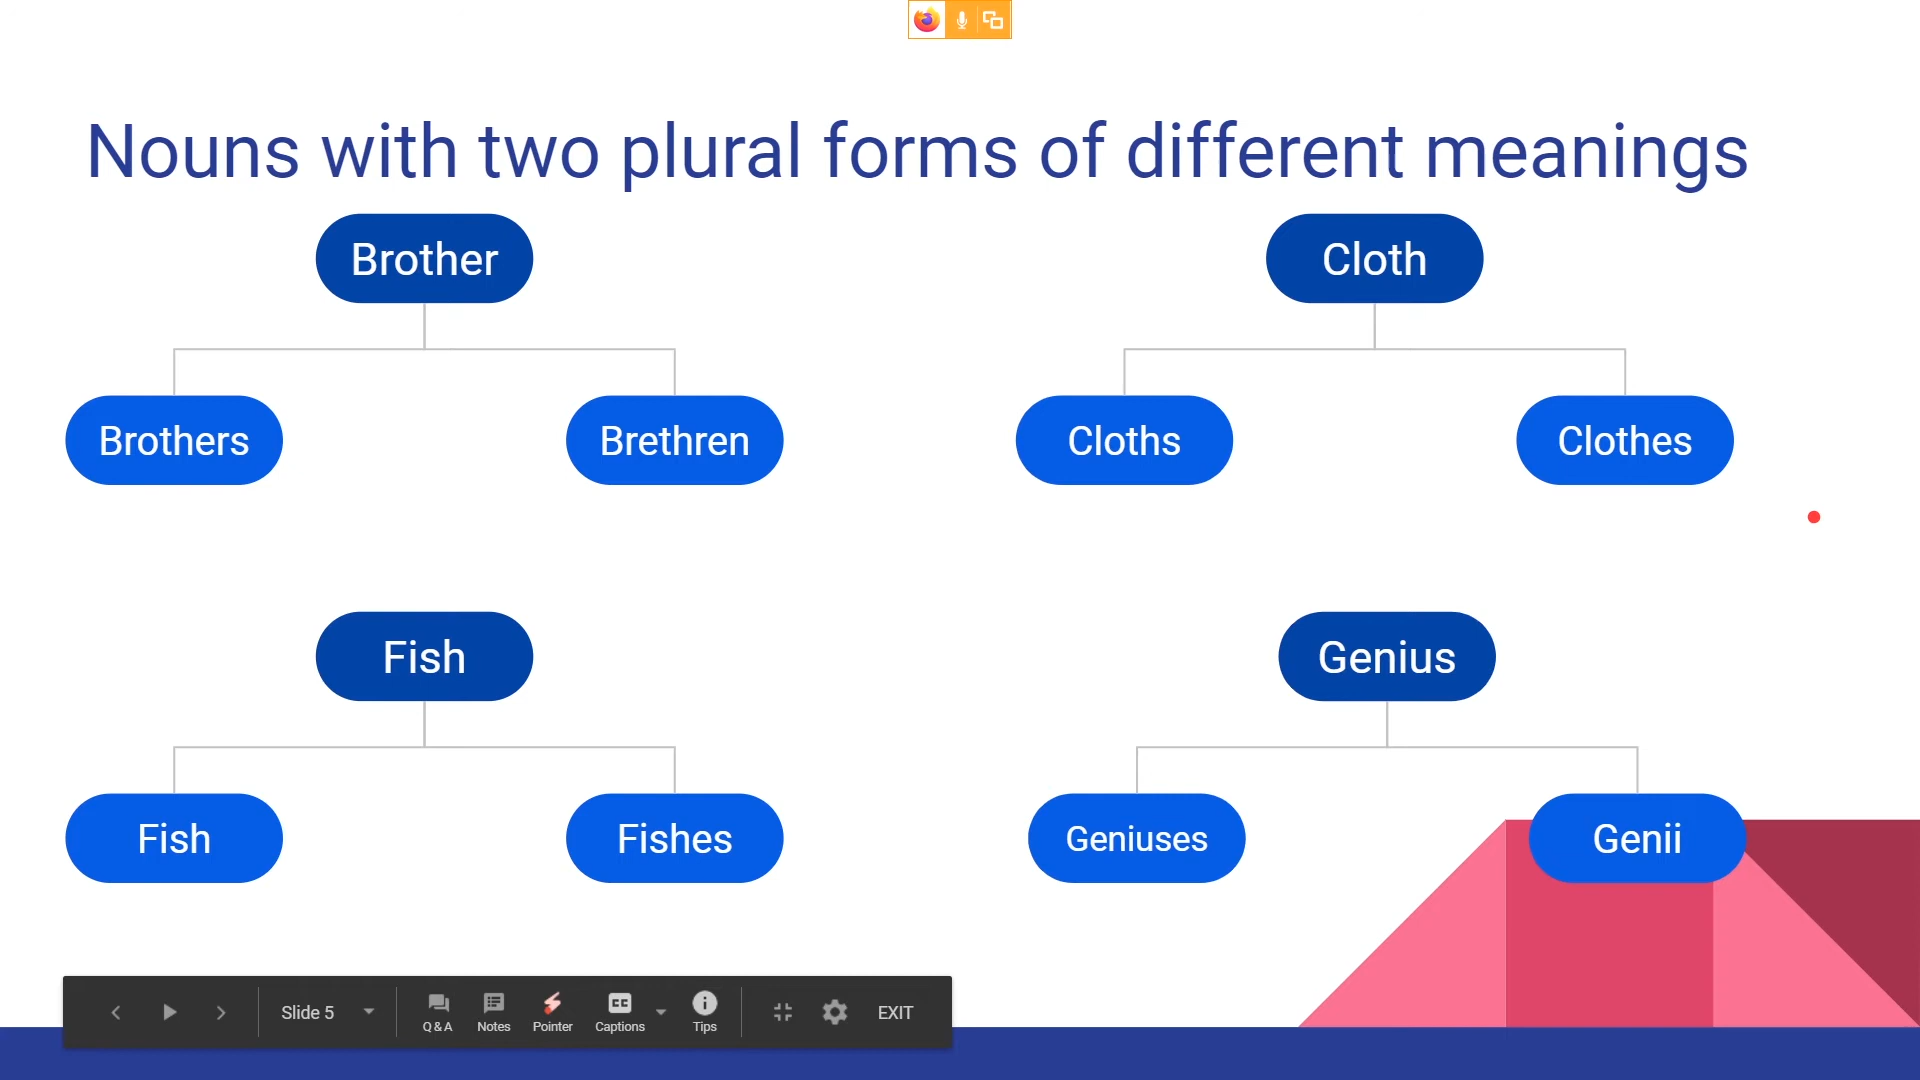 Nouns with two plural forms of different meanings
Brother
Brothers
Brethren
Cloth
Cloths
Clothes
Fish
Fish
Fishes
Genius
Geniuses
Genii
Slide 5
Q & A
Notes
Pointer
CC
Captions
Tips
EXIT